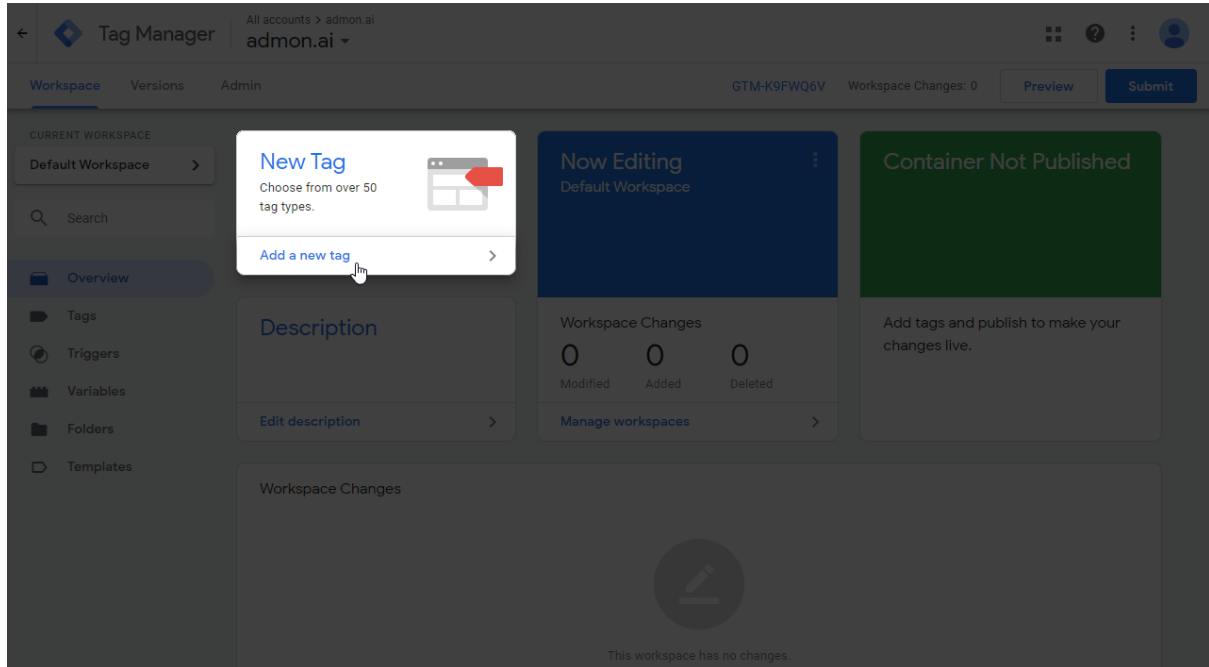 All accounts > admon.ai
Tag Manager
admon.ai
Workspace
Versions
Admin
GTM-K9FWQ6V
Workspace Changes: 0
Preview
Submit
CURRENT WORKSPACE
Default Workspace
Search
Overview
Tags
Triggers
Variables
Folders
Templates
New Tag
Choose from over 50
tag types.
Add a new tag
Now Editing
Default Workspace
Container Not Published
Description
Edit description
Workspace Changes
0
0
0
Modified
Added
Deleted
Manage workspaces
Add tags and publish to make your
changes live.
Workspace Changes
This workspace has no changes.